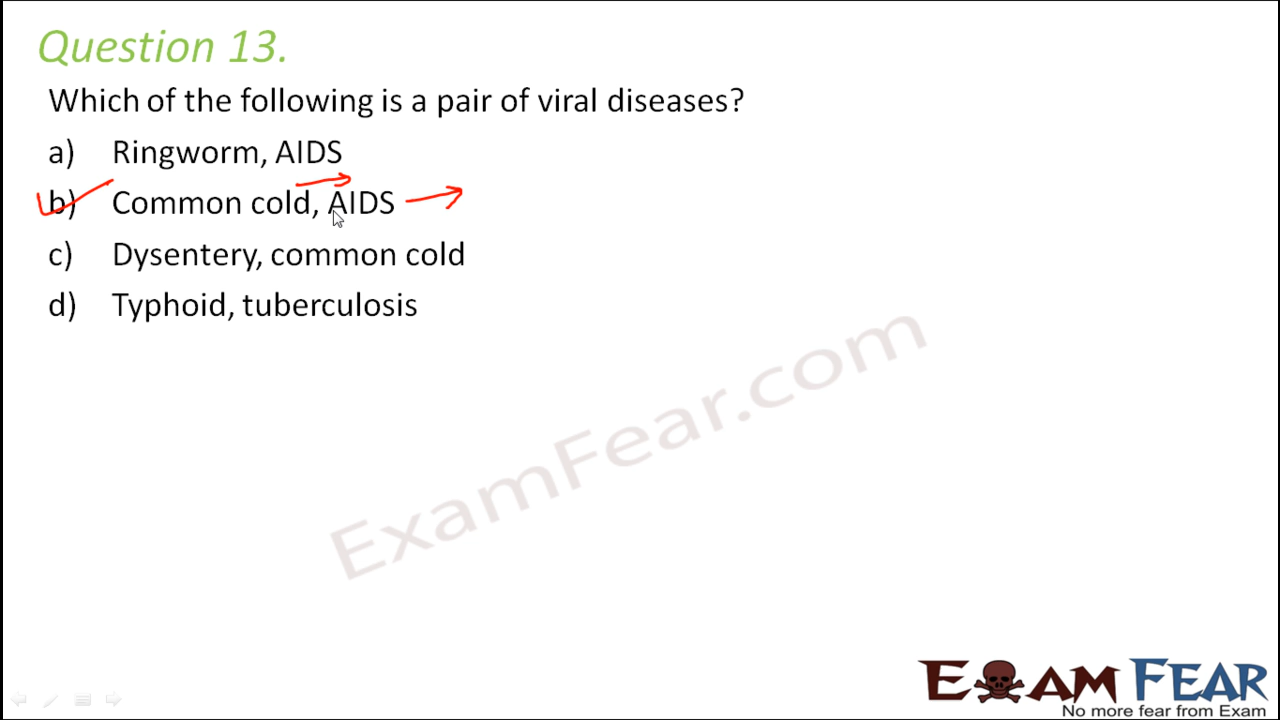 Question 13.
Which of the following is a pair of viral diseases?
a) Ringworm, AIDS
b) Common cold, AIDS
c) Dysentery, common cold
d) Typhoid, tuberculosis
ExamFear.com
EXAM FEAR
No more fear from Exam